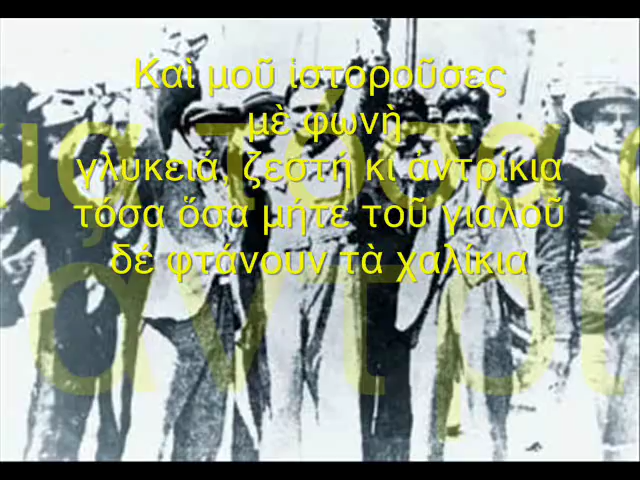 Καὶ μοῦ ἱστοροῦσες
μὲ φωνὴ
γλυκειά, ζεστή κι ἀντρίκια
τόσα ὅσα μήτε τοῦ γιαλοῦ
δέ φτάνουν τὰ χαλίκια